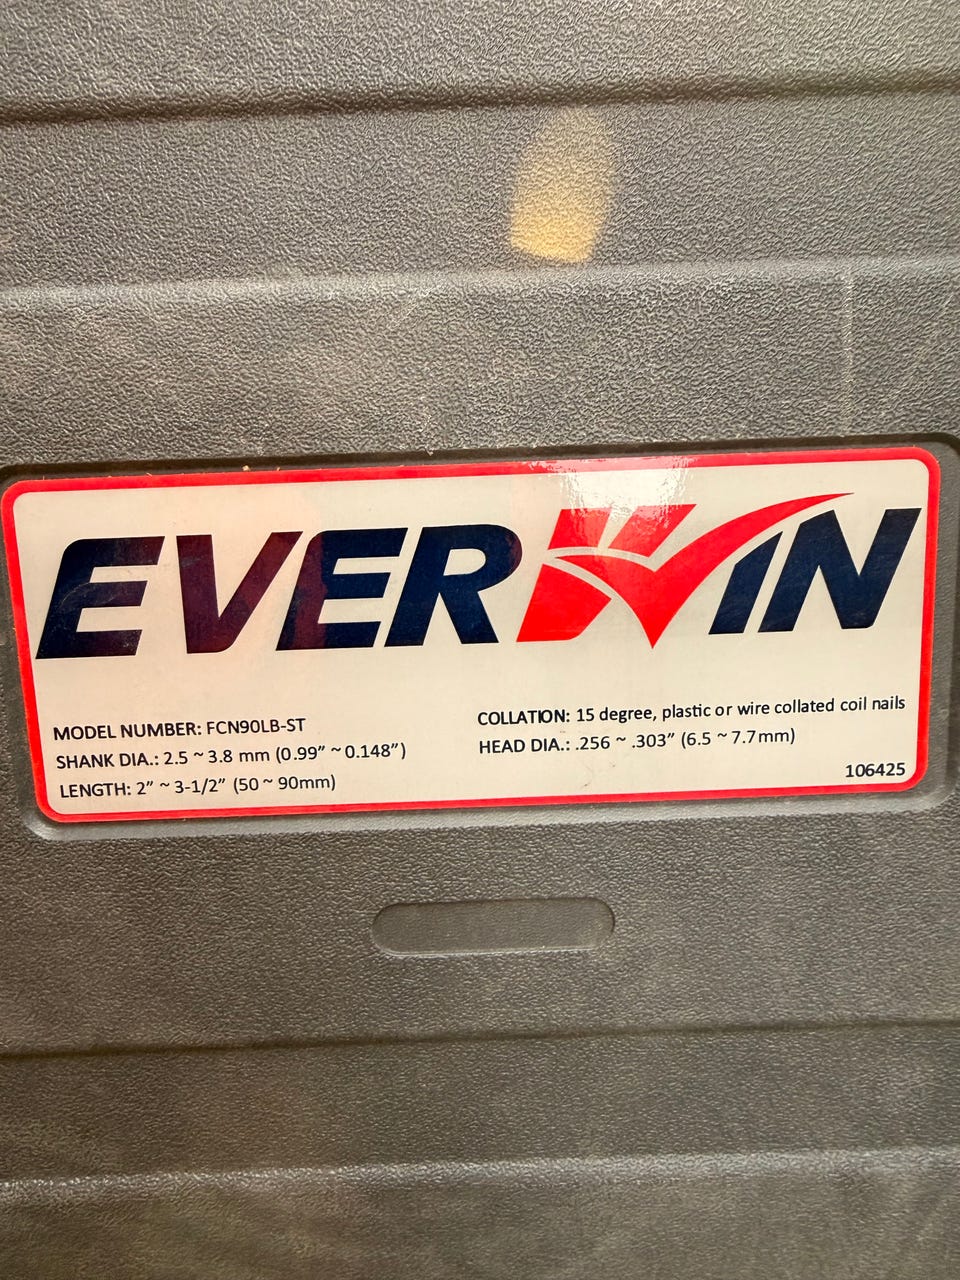 EVERWIN
MODEL NUMBER: FCN90LB-ST
SHANK DIA.: 2.5 ~ 3.8 mm (0.99” ~ 0.148”)
LENGTH: 2” ~ 3-1/2” (50 ~ 90mm)
COLLATION: 15 degree, plastic or wire collated coil nails
HEAD DIA.: .256 ~ .303” (6.5 ~ 7.7mm)
106425